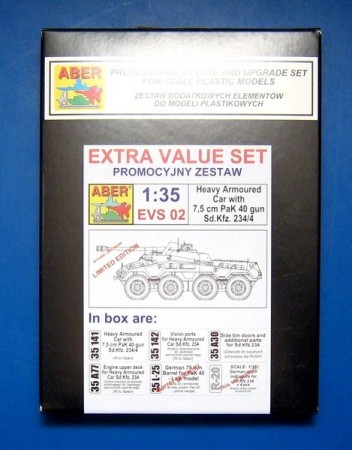 ABER
PROFESSIONAL UPDATE AND UPGRADE SET
FOR SCALE PLASTIC MODELS
ZESTAW DODATKOWYCH ELEMENTÓW
DO MODELI PLASTIKOWYCH
EXTRA VALUE SET
PROMOCYJNY ZESTAW
ABER
1:35
EVS 02
Heavy Armoured
Car with
7,5 cm PaK 40 gun
Sd.Kfz. 234/4
LIMITED EDITION
In box are:
35 141
Heavy Armoured
Car with
7,5 cm PaK 40
Sd.Kfz. 234/4
35 142
Vision ports
for Heavy Armoured
Car Sd.Kfz. 234
35 A30
Side bin doors and
additional parts
for Sd.Kfz.234
35 A77
Engine upper deck
for Heavy Armoured
Car Sd.Kfz. 234
35 L-25
German 75 mm
Barrel for PaK 40
R-20
SCALE: 1/35